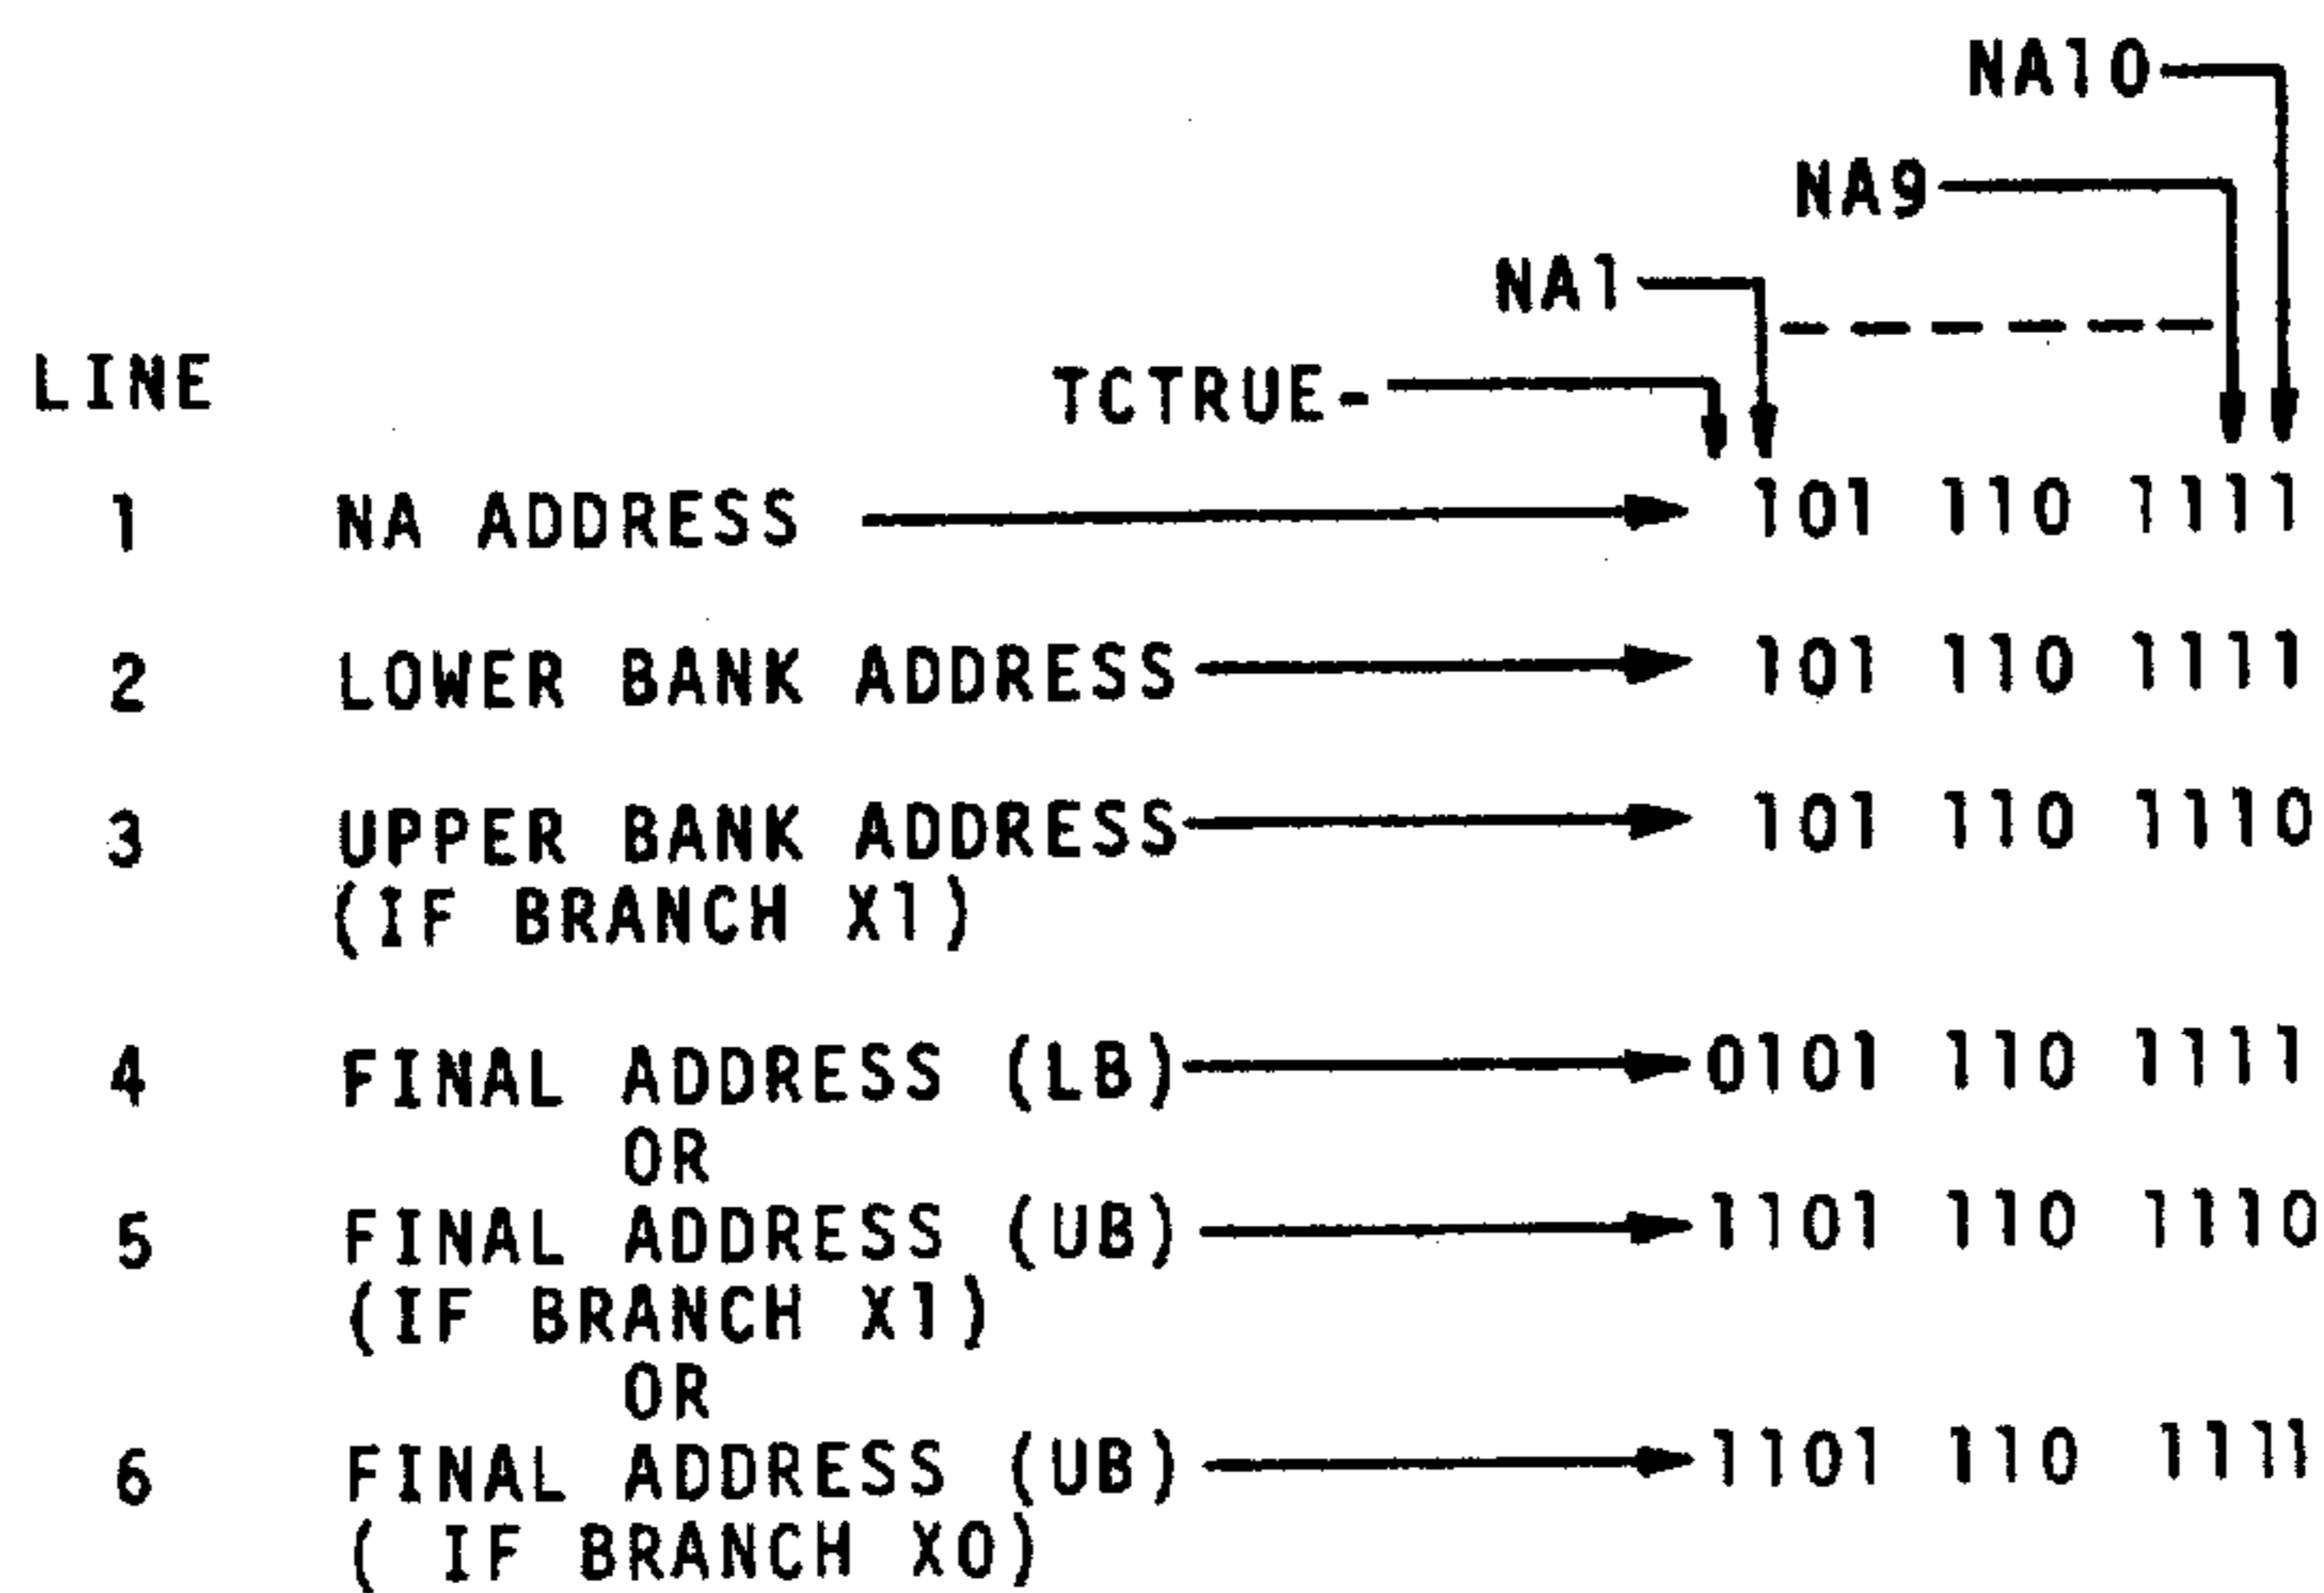 NA10
NA9
NA1
LINE TCTRUE-
1 NA ADDRESS 101 110 1111
2 LOWER BANK ADDRESS 101 110 1111
3 UPPER BANK ADDRESS 101 110 1110
(IF BRANCH X1)
4 FINAL ADDRESS (LB) 0101 110 1111
OR
5 FINAL ADDRESS (UB) 1101 110 1110
(IF BRANCH X1)
OR
6 FINAL ADDRESS (UB) 1101 110 1111
( IF BRANCH X0)